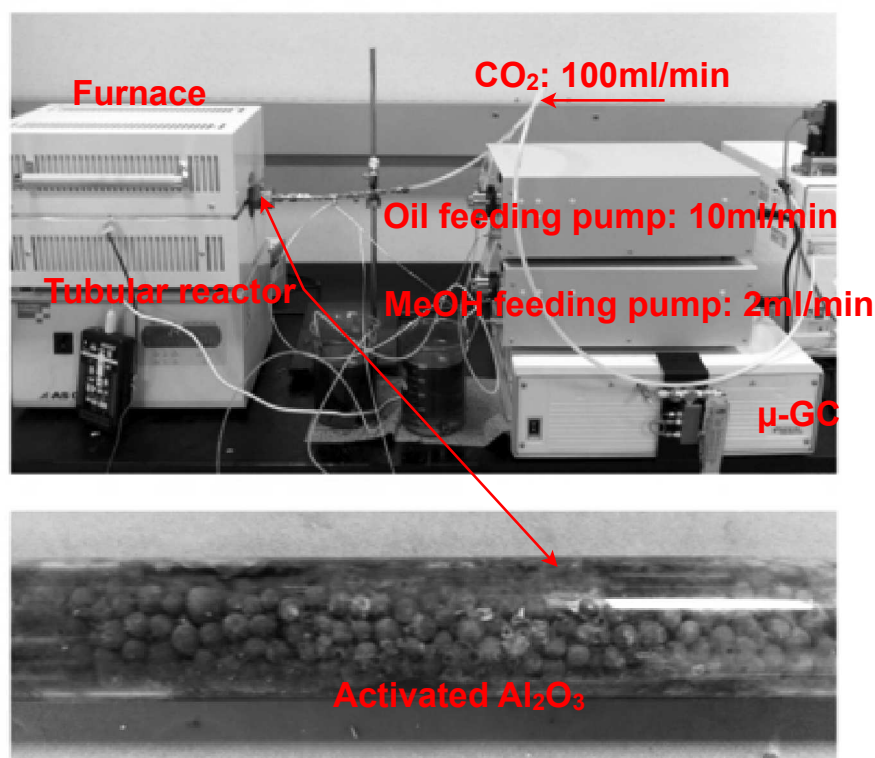 CO₂: 100ml/min
Furnace
Oil feeding pump: 10ml/min
Tubular reactor
MeOH feeding pump: 2ml/min
μ-GC
Activated Al₂O₃